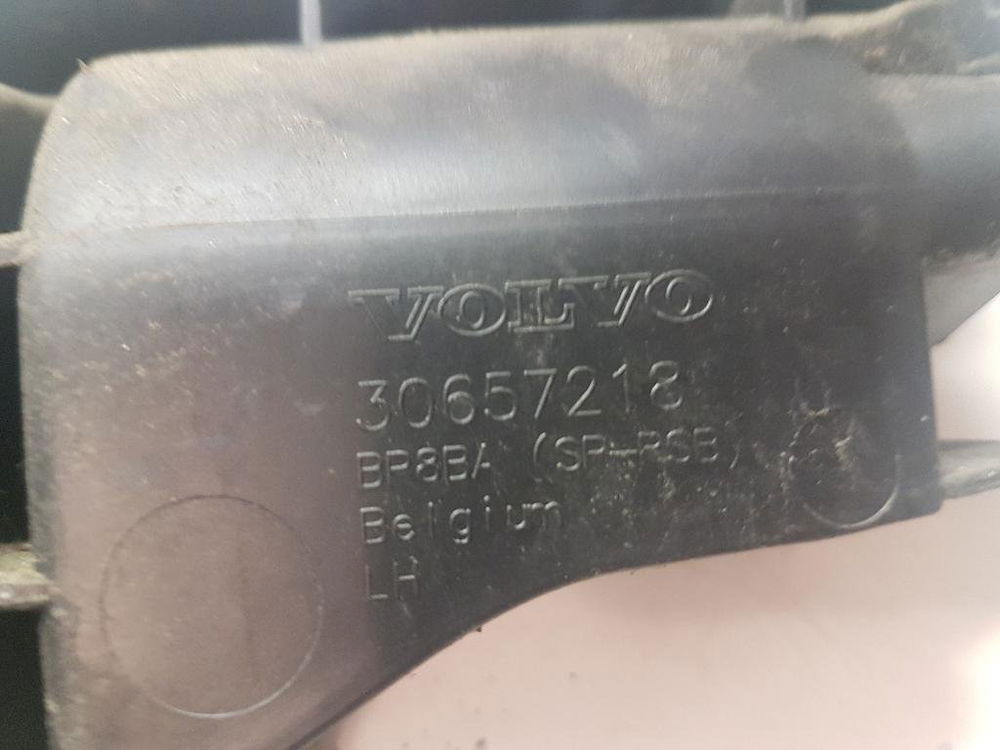 VOLVO
30657218
BP8BA (SP-RSB)
Belgium
LH